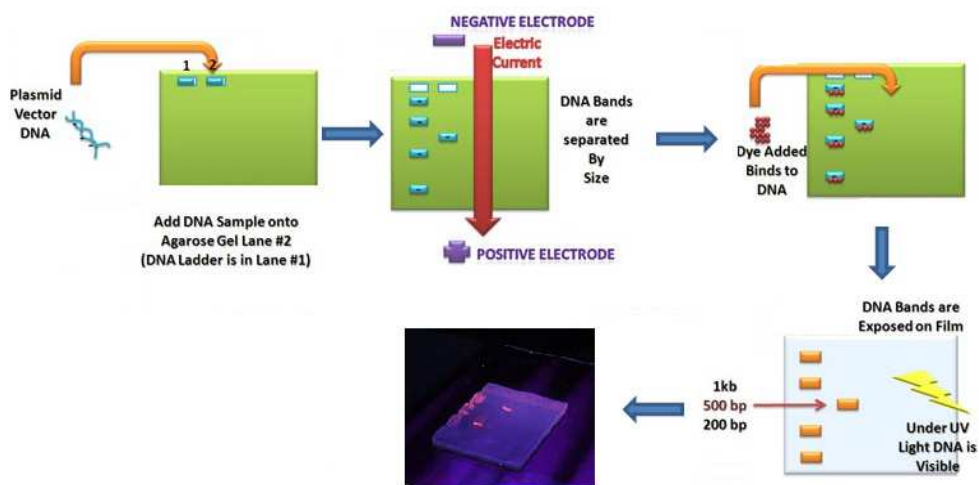 Plasmid
Vector
DNA
1 2
Add DNA Sample onto
Agarose Gel Lane #2
(DNA Ladder is in Lane #1)
NEGATIVE ELECTRODE
Electric
Current
DNA Bands
are
separated
By
Size
POSITIVE ELECTRODE
Dye Added
Binds to
DNA
DNA Bands are
Exposed on Film
Under UV
Light DNA is
Visible
1kb
500 bp
200 bp